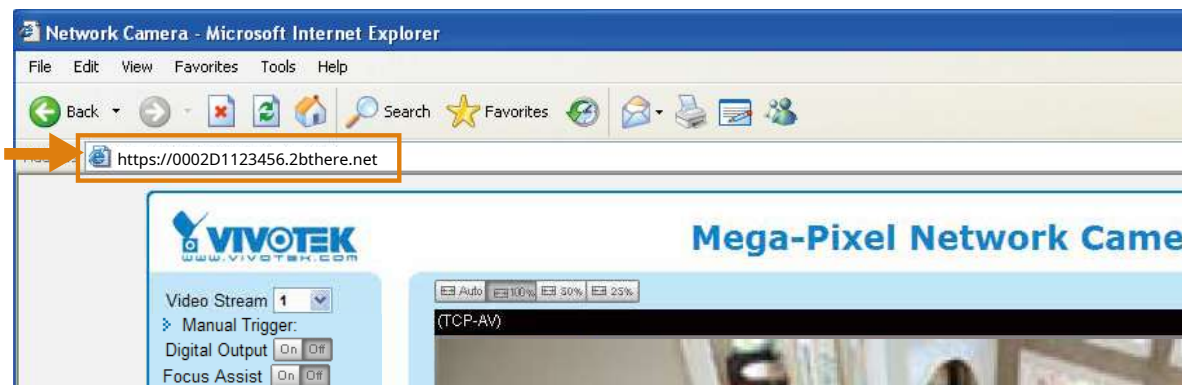 Network Camera - Microsoft Internet Explorer
File Edit View Favorites Tools Help
Back Search Favorites
https://0002D1123456.2bthere.net
VIVOTEK
www.vivotek.com
Mega-Pixel Network Came
Video Stream 1
Manual Trigger:
Digital Output On Off
Focus Assist On Off
Auto 100% 50% 25%
(TCP-AV)